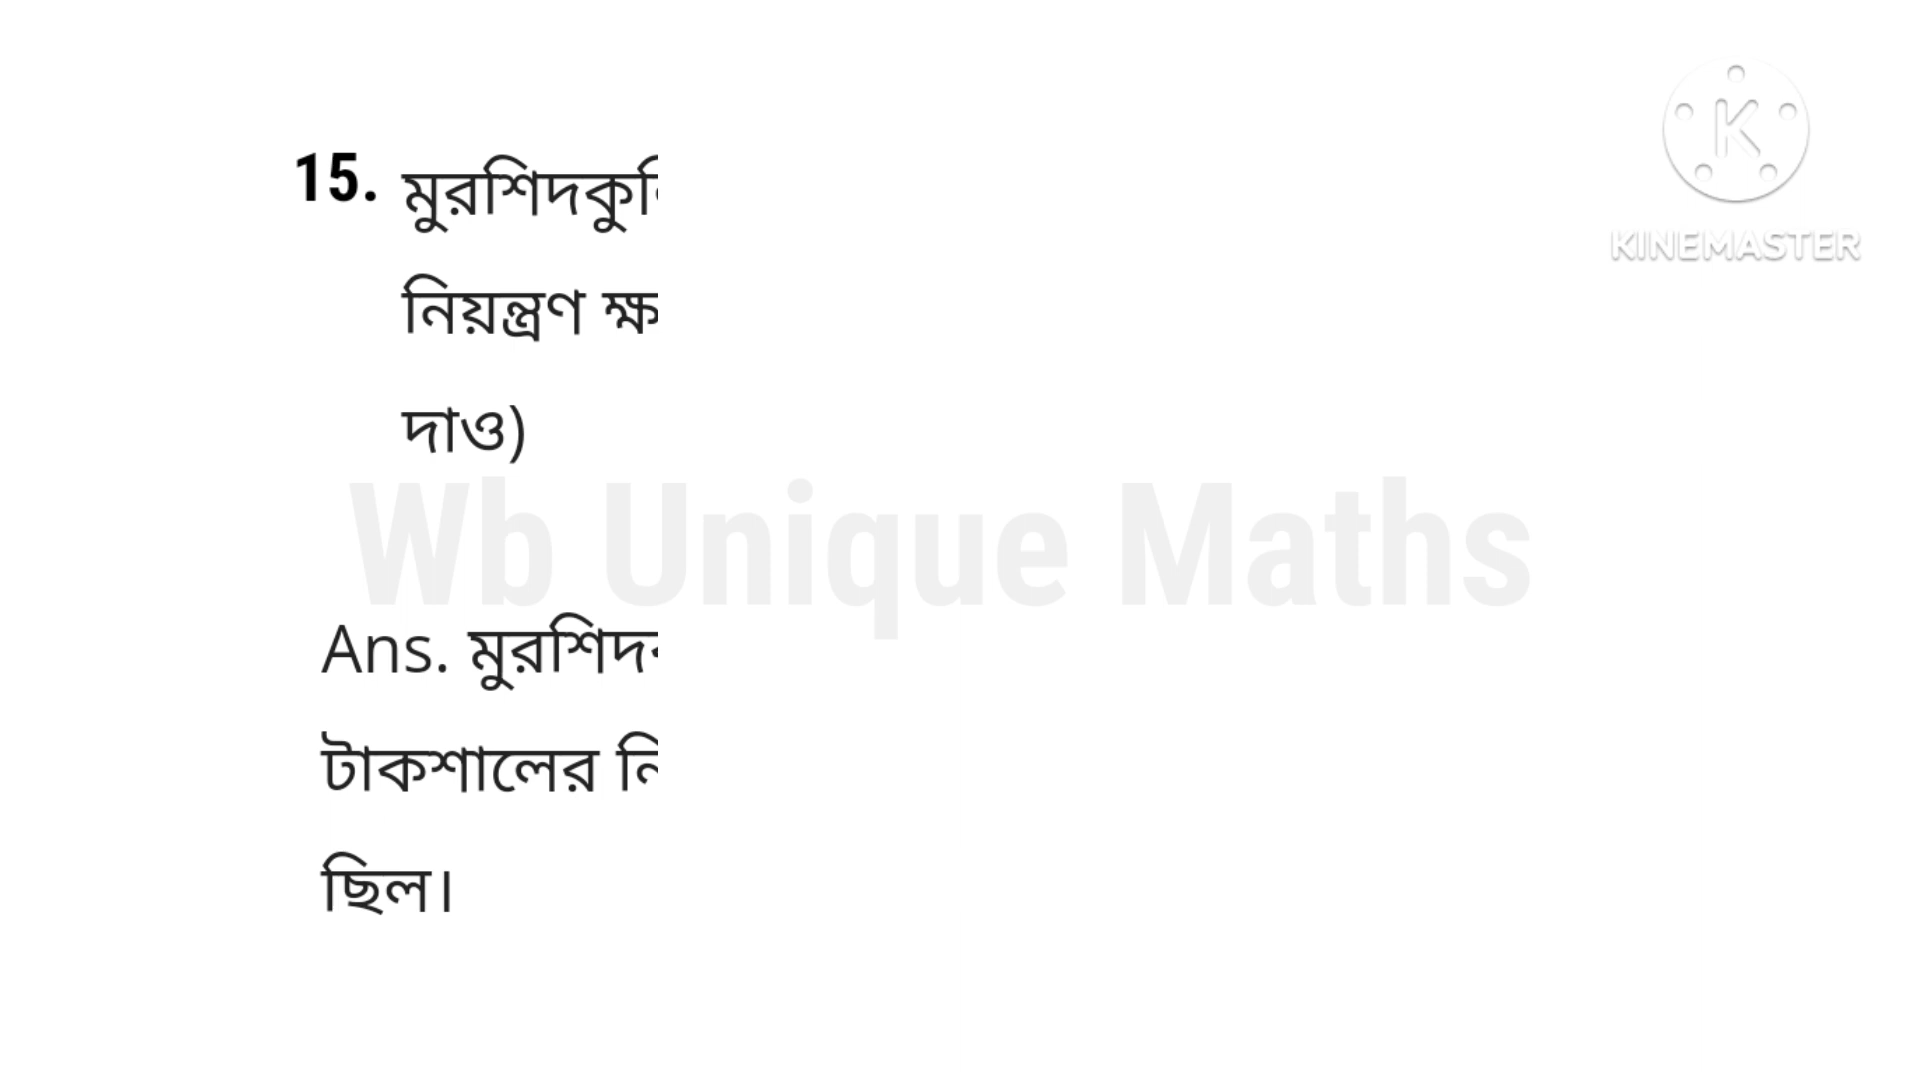 15. মুরশিদকুলি
নিয়ন্ত্রণ ক্ষ
দাও)
Wb Unique Maths
Ans. মুরশিদ
টাকশালের নি
ছিল।
KINEMASTER